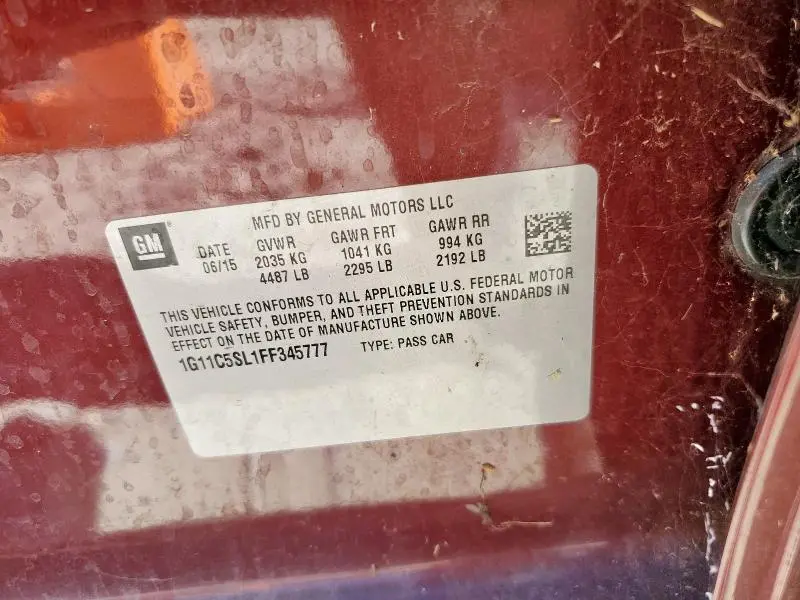 MFD BY GENERAL MOTORS LLC
GM
DATE GVWR GAWR FRT GAWR RR
06/15 2035 KG 1041 KG 994 KG
4487 LB 2295 LB 2192 LB
THIS VEHICLE CONFORMS TO ALL APPLICABLE U.S. FEDERAL MOTOR
VEHICLE SAFETY, BUMPER, AND THEFT PREVENTION STANDARDS IN
EFFECT ON THE DATE OF MANUFACTURE SHOWN ABOVE.
1G11C5SL1FF345777 TYPE: PASS CAR